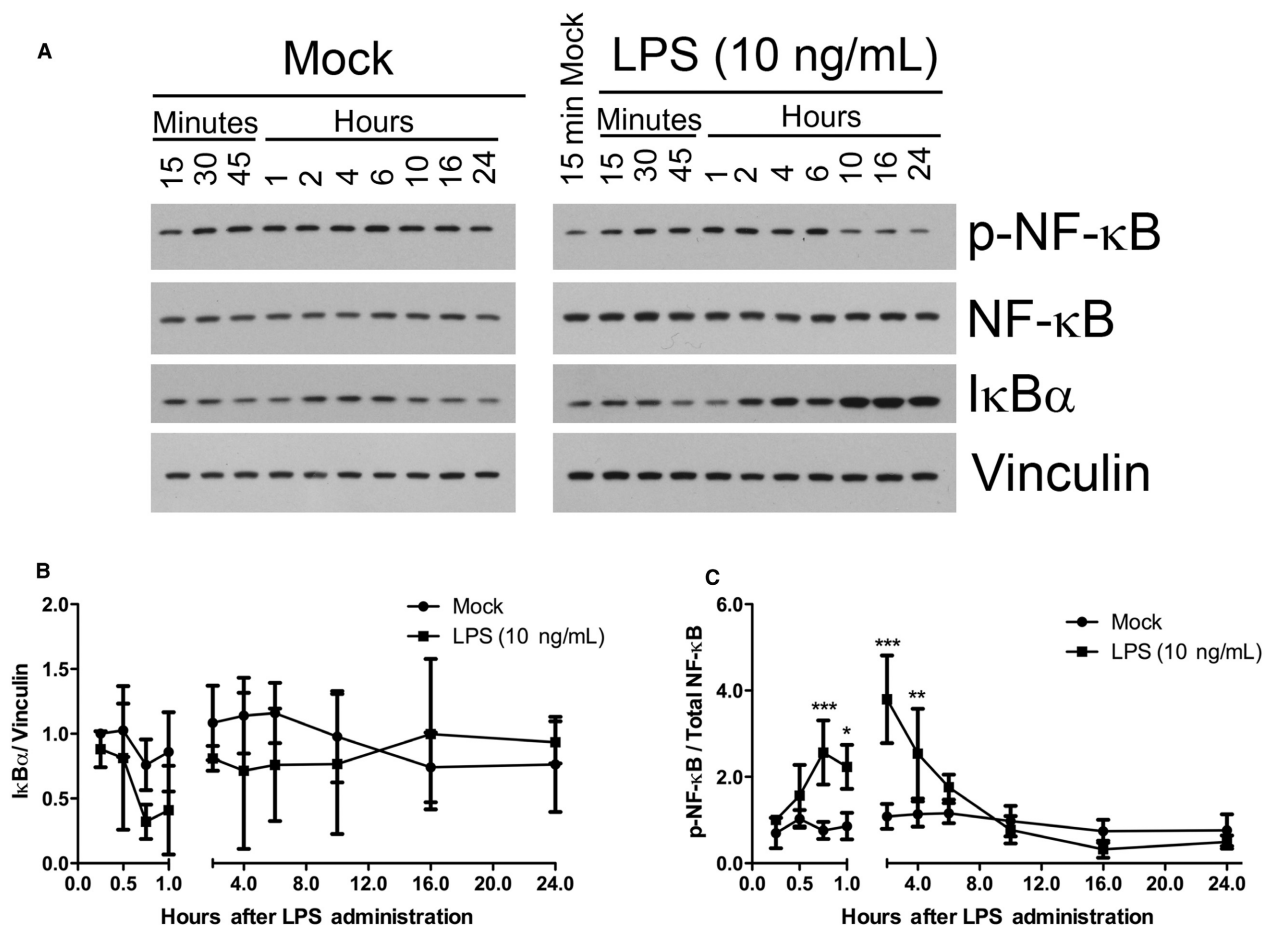 A
Mock
15 min Mock
LPS (10 ng/mL)
Minutes Hours
Minutes Hours
15 30 45 1 2 4 6 10 16 24
15 30 45 1 2 4 6 10 16 24
p-NF-κB
NF-κB
IκBα
Vinculin
B
IκBα/ Vinculin
2.0
1.5
1.0
0.5
0.0
Mock
LPS (10 ng/mL)
0.0 0.5 1.0 4.0 8.0 12.0 16.0 20.0 24.0
Hours after LPS administration
C
p-NF-κB / Total NF-κB
6.0
4.0
2.0
0.0
Mock
LPS (10 ng/mL)
***
*
***
**
0.0 0.5 1.0 4.0 8.0 12.0 16.0 20.0 24.0
Hours after LPS administration